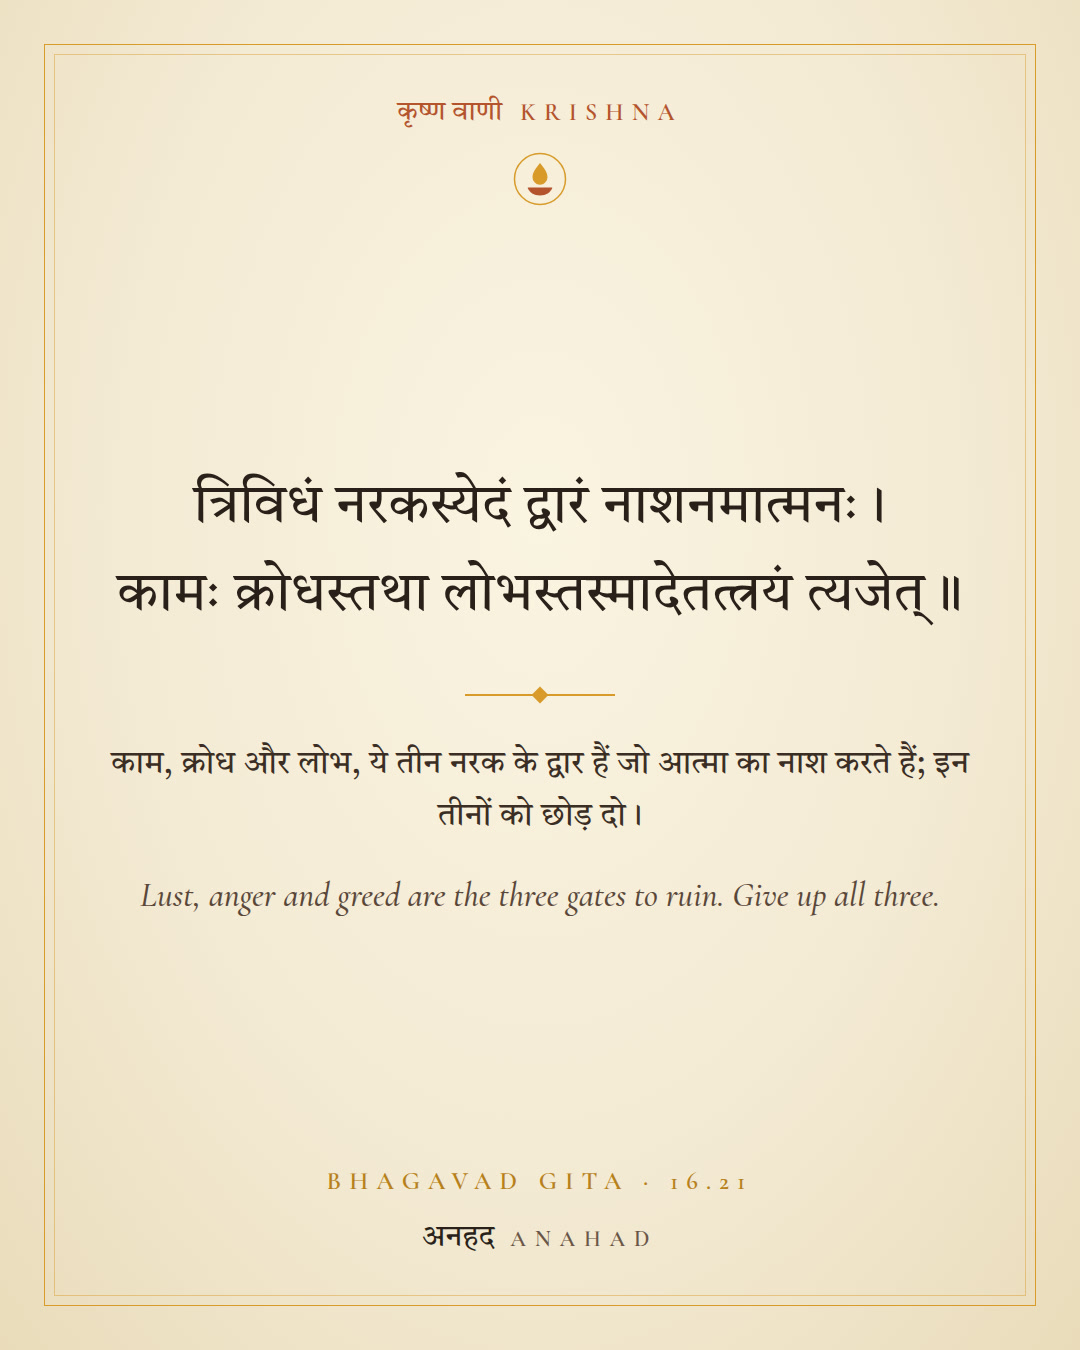 कृष्ण वाणी KRISHNA
त्रिविधं नरकस्येदं द्वारं नाशनमात्मनः।
कामः क्रोधस्तथा लोभस्तस्मादेतत्त्रयं त्यजेत्॥
काम, क्रोध और लोभ, ये तीन नरक के द्वार हैं जो आत्मा का नाश करते हैं; इन
तीनों को छोड़ दो।
Lust, anger and greed are the three gates to ruin. Give up all three.
BHAGAVAD GITA · 16.21
अनहद ANAHAD